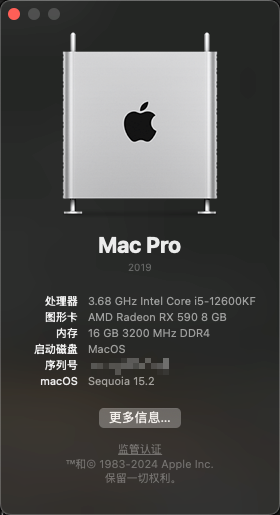 Mac Pro
2019
处理器 3.68 GHz Intel Core i5-12600KF
图形卡 AMD Radeon RX 590 8 GB
内存 16 GB 3200 MHz DDR4
启动磁盘 MacOS
序列号
macOS Sequoia 15.2
更多信息...
监管认证
™和© 1983-2024 Apple Inc.
保留一切权利。